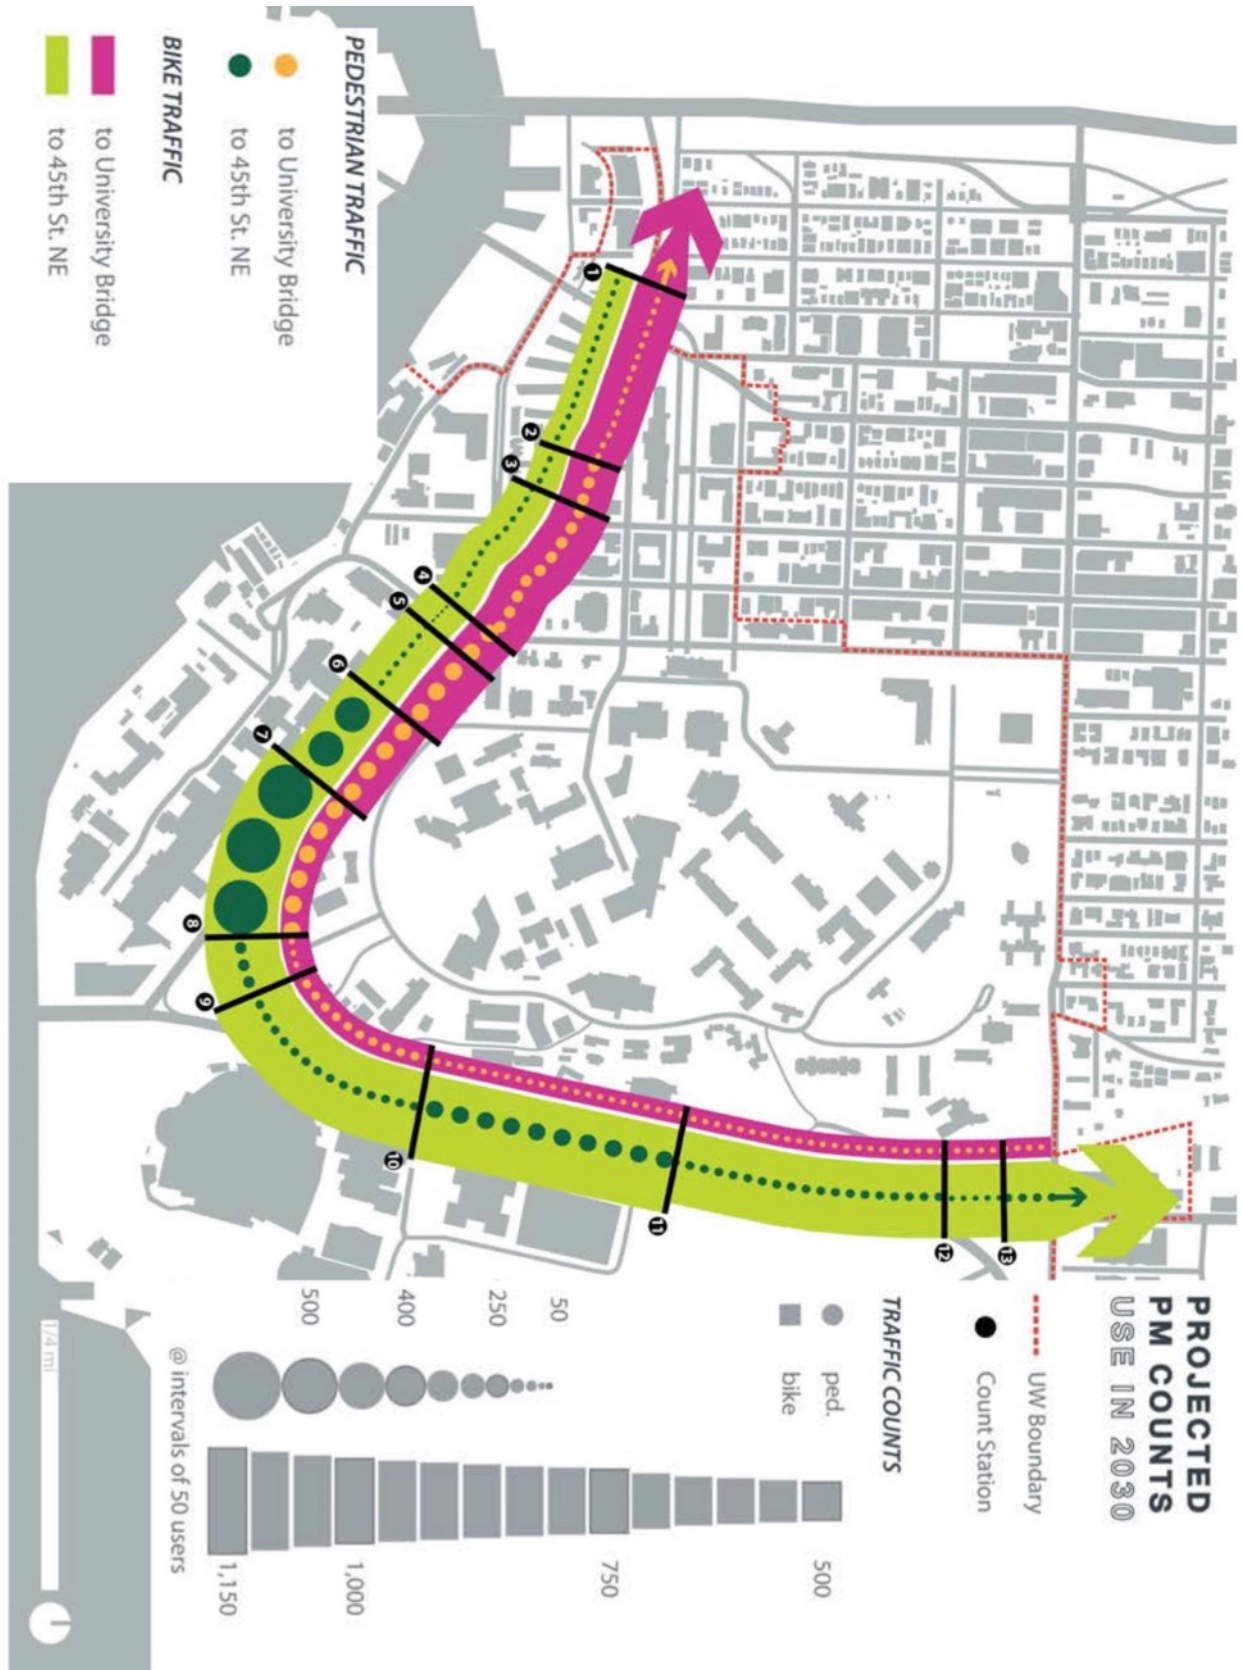 PROJECTED
PM COUNTS
USE IN 2030
UW Boundary
Count Station
TRAFFIC COUNTS
ped.
bike
50
250
400
500
500
750
1,000
1,150
@ intervals of 50 users
1/4 mi
PEDESTRIAN TRAFFIC
to University Bridge
to 45th St. NE
BIKE TRAFFIC
to University Bridge
to 45th St. NE
1
2
3
4
5
6
7
8
9
10
11
12
13